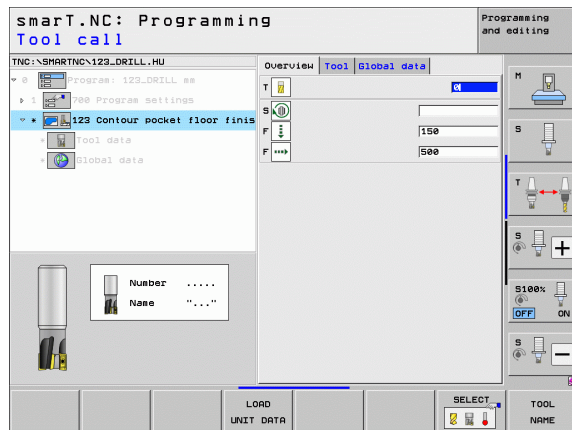 smarT.NC: Programming
Tool call
Programming
and editing
TNC:\SMARTNC\123_DRILL.HU
0 Program: 123_DRILL mm
1 700 Program settings
* 123 Contour pocket floor finis
* Tool data
* Global data
Overview Tool Global data
T 0
S
F 150
F 500
Number .....
Name "..."
M
S
T
S +
S100%
OFF ON
S −
LOAD
UNIT DATA
SELECT
TOOL
NAME